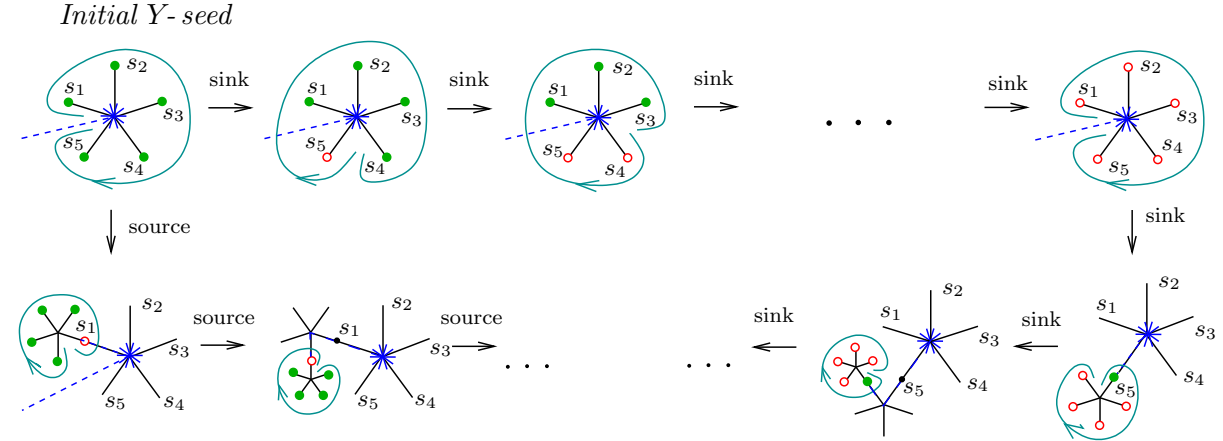 Initial Y-seed
s₂ s₁ s₃ s₅ s₄
sink
s₂ s₁ s₃ s₅ s₄
sink
s₂ s₁ s₃ s₅ s₄
sink
. . .
sink
s₂ s₁ s₃ s₄ s₅
source
sink
s₁ s₂ s₃ s₅ s₄
source
s₂ s₁ s₃ s₅ s₄
source
. . .
. . .
sink
s₂ s₁ s₃ s₄ s₅
sink
s₂ s₁ s₃ s₄ s₅